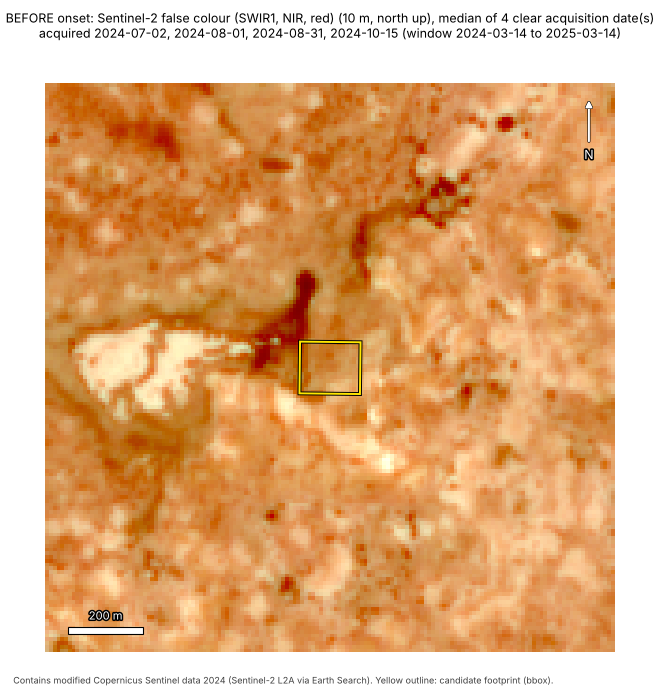 BEFORE onset: Sentinel-2 false colour (SWIR1, NIR, red) (10 m, north up), median of 4 clear acquisition date(s)
acquired 2024-07-02, 2024-08-01, 2024-08-31, 2024-10-15 (window 2024-03-14 to 2025-03-14)
N
200 m
Contains modified Copernicus Sentinel data 2024 (Sentinel-2 L2A via Earth Search). Yellow outline: candidate footprint (bbox).